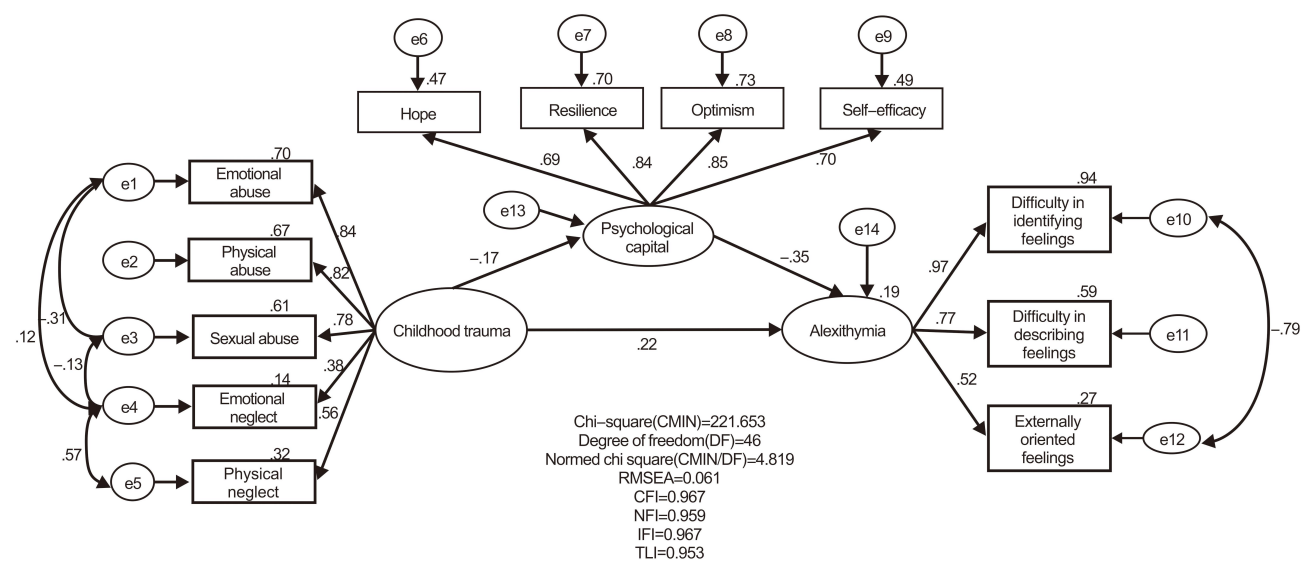 e6
e7
e8
e9
.47
.70
.73
.49
Hope
Resilience
Optimism
Self–efficacy
.69
.84
.85
.70
e13
Psychological
capital
e14
–.17
–.35
e1
.70
Emotional
abuse
.84
e2
.67
Physical
abuse
.82
e3
.61
Sexual abuse
.78
e4
.14
Emotional
neglect
.38
e5
.32
Physical
neglect
.56
.12
–.31
–.13
.57
Childhood trauma
.22
.19
Alexithymia
.97
.77
.52
.94
Difficulty in
identifying
feelings
e10
.59
Difficulty in
describing
feelings
e11
.27
Externally
oriented
feelings
e12
–.79
Chi–square(CMIN)=221.653
Degree of freedom(DF)=46
Normed chi square(CMIN/DF)=4.819
RMSEA=0.061
CFI=0.967
NFI=0.959
IFI=0.967
TLI=0.953